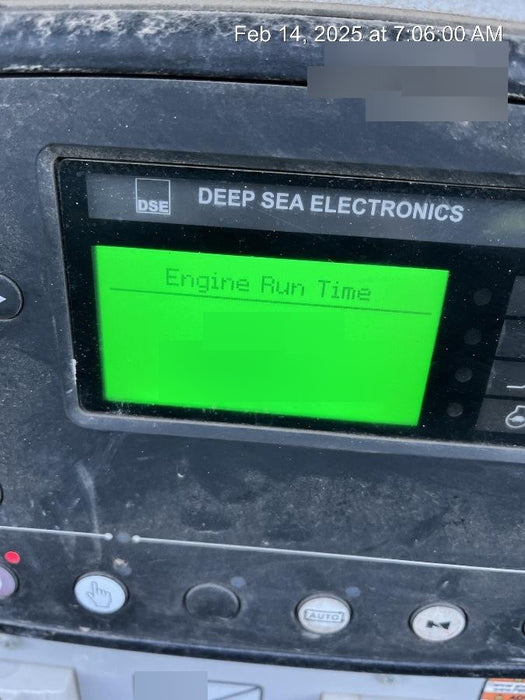 Feb 14, 2025 at 7:06:00 AM
DSE
DEEP SEA ELECTRONICS
Engine Run Time
AUTO